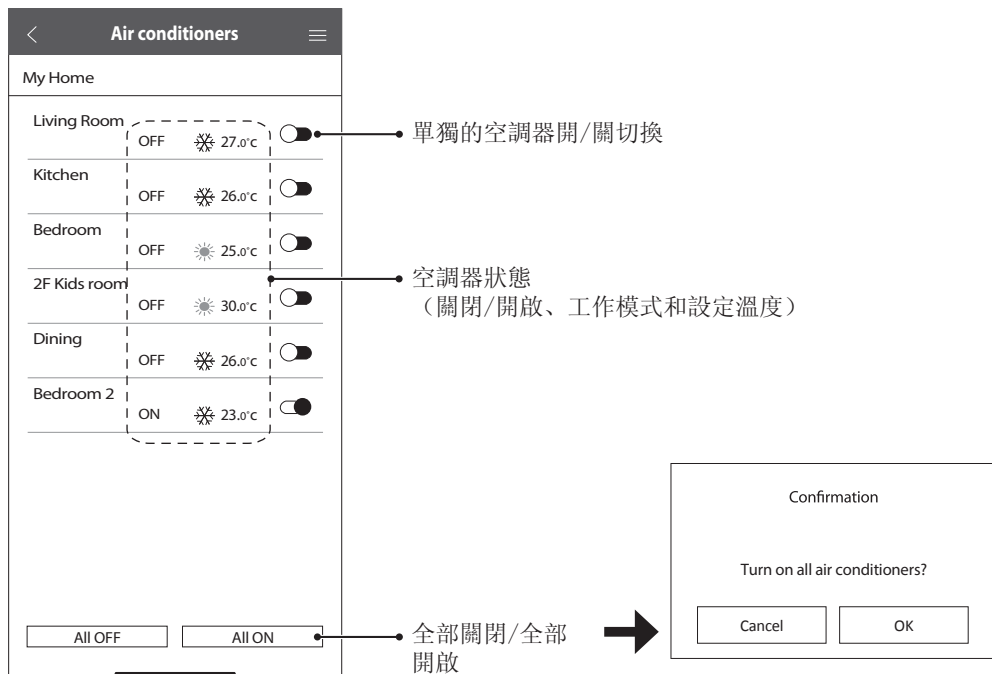 Air conditioners
My Home
Living Room
OFF 27.0°C
Kitchen
OFF 26.0°C
Bedroom
OFF 25.0°C
2F Kids room
OFF 30.0°C
Dining
OFF 26.0°C
Bedroom 2
ON 23.0°C
All OFF All ON
單獨的空調器開/關切換
空調器狀態
（關閉/開啟、工作模式和設定溫度）
全部關閉/全部
開啟
Confirmation
Turn on all air conditioners?
Cancel OK